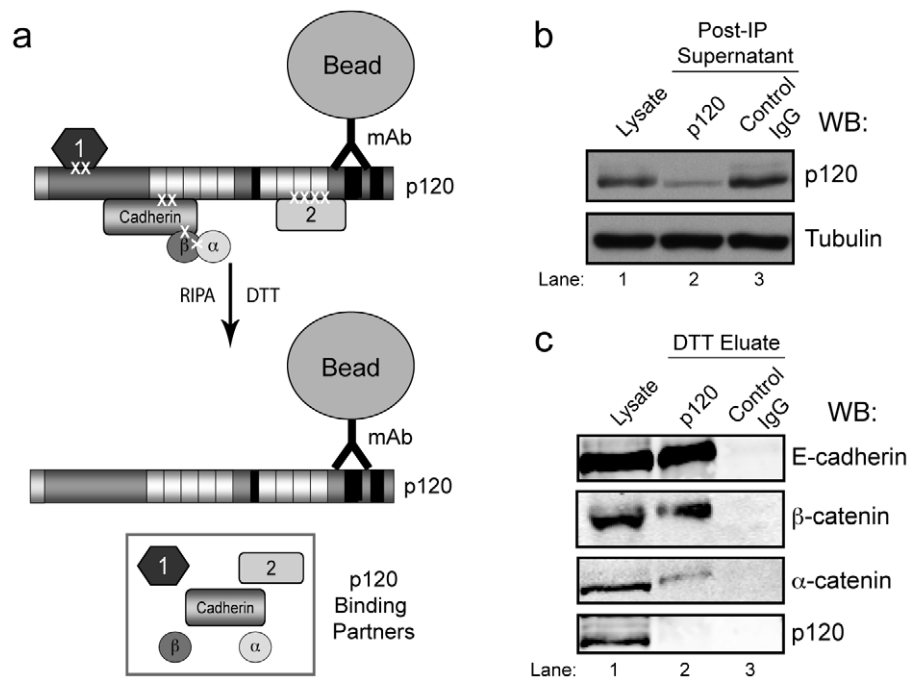 a
Bead
mAb
1
xx
xxxx
p120
xx
Cadherin
2
x
x
β
α
RIPA
DTT
Bead
mAb
p120
1
2
Cadherin
β
α
p120
Binding
Partners
b
Post-IP
Supernatant
Lysate
p120
Control
IgG
WB:
p120
Tubulin
Lane:
1
2
3
c
DTT Eluate
Lysate
p120
Control
IgG
WB:
E-cadherin
β-catenin
α-catenin
p120
Lane:
1
2
3